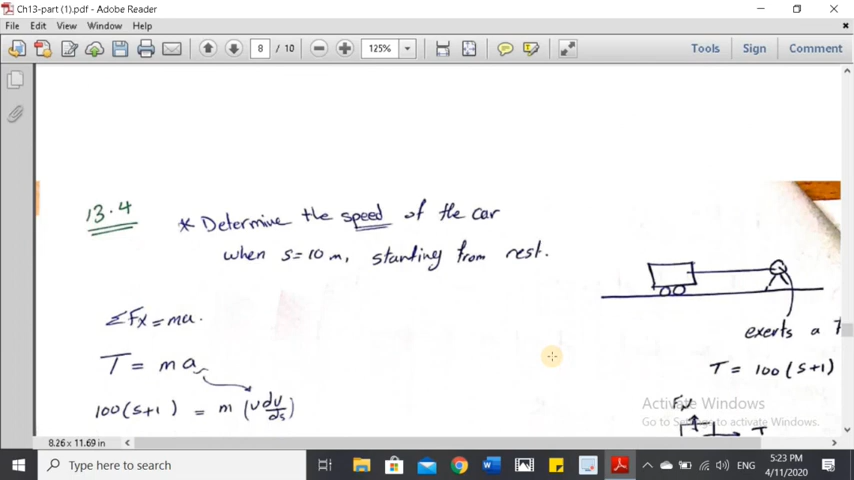 Ch13-part (1).pdf - Adobe Reader
File Edit View Window Help
8 / 10 125% Tools Sign Comment
13.4
* Determine the speed of the car
when s=10 m, stanting from rest.
ΣFx = ma.
T = ma
100(s+1) = m (v dv/ds)
exerts a T
T = 100(s+1)
Fy
T
Activate Windows
Go to Settings to activate Windows.
8.26 x 11.69 in
Type here to search
ENG
5:23 PM
4/11/2020